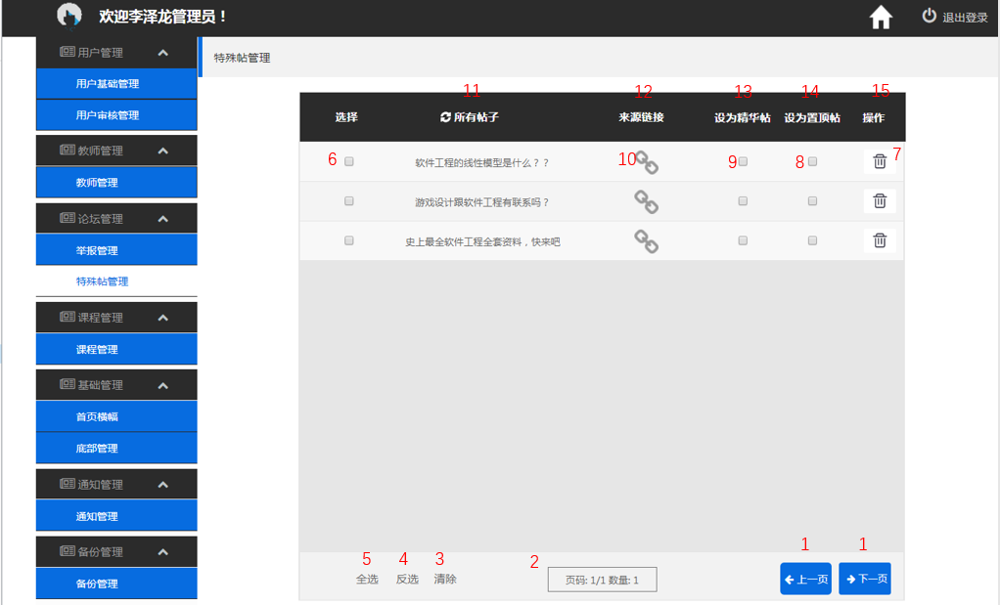 欢迎李泽龙管理员！
退出登录
用户管理
用户基础管理
用户审核管理
教师管理
教师管理
论坛管理
举报管理
特殊帖管理
课程管理
课程管理
基础管理
首页横幅
底部管理
通知管理
通知管理
备份管理
备份管理
特殊帖管理
11 12 13 14 15
选择 所有帖子 来源链接 设为精华帖 设为置顶帖 操作
6 软件工程的线性模型是什么？？ 10 9 8 7
游戏设计跟软件工程有联系吗？
史上最全软件工程全套资料，快来吧
5 4 3 2 1 1
全选 反选 清除 页码: 1/1 数量: 1 上一页 下一页